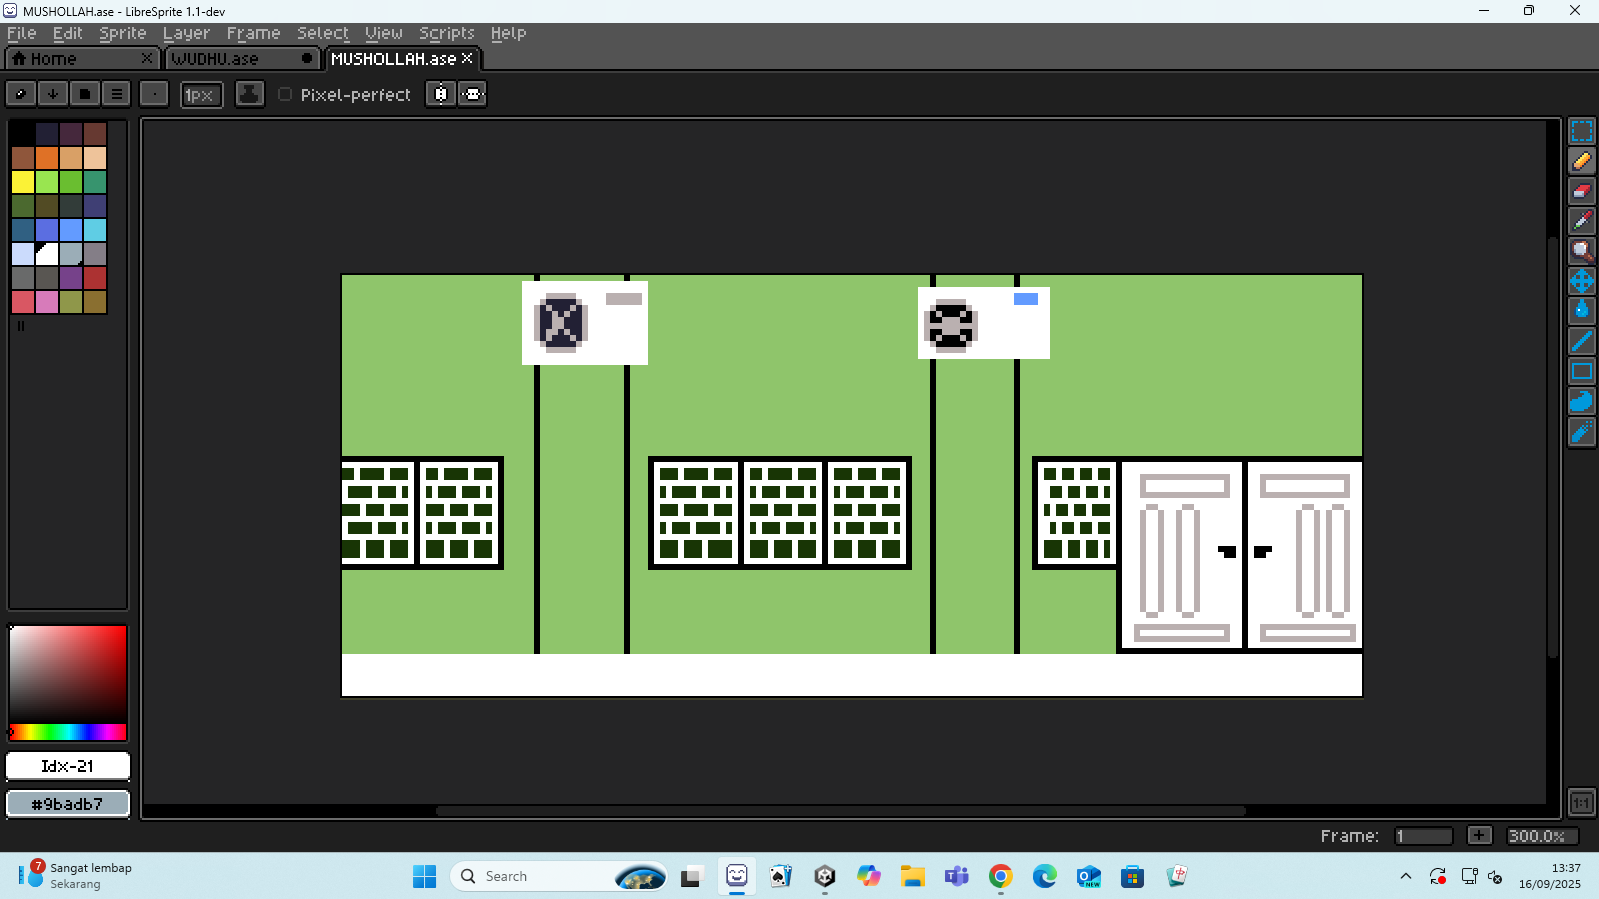 MUSHOLLAH.ase - LibreSprite 1.1-dev
File Edit Sprite Layer Frame Select View Scripts Help
Home WUDHU.ase MUSHOLLAH.ase
1px Pixel-perfect
Idx-21
#9badb7
1:1
Frame: 1 + 300.0%
7 Sangat lembap
Sekarang
Search
NEW
13:37
16/09/2025